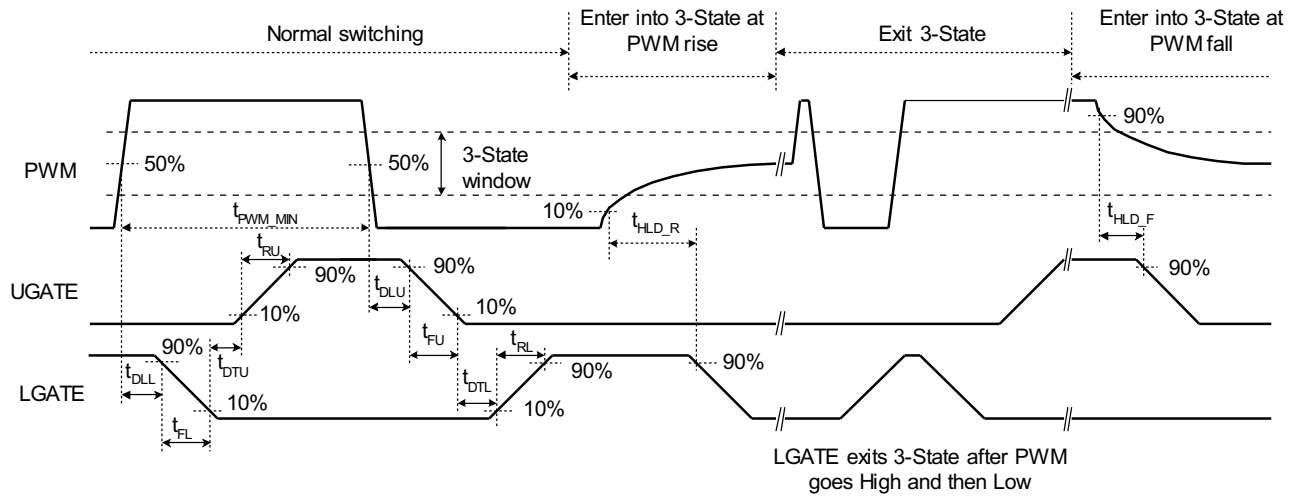 Normal switching
Enter into 3-State at
PWM rise
Exit 3-State
Enter into 3-State at
PWM fall
PWM
50%
50%
3-State
window
10%
90%
tPWM_MIN
tHLD_R
tHLD_F
UGATE
tRU
90%
10%
tDLU
90%
10%
tFU
90%
LGATE
90%
tDLL
tFL
tDTU
10%
tDTL
tRL
90%
10%
90%
LGATE exits 3-State after PWM
goes High and then Low